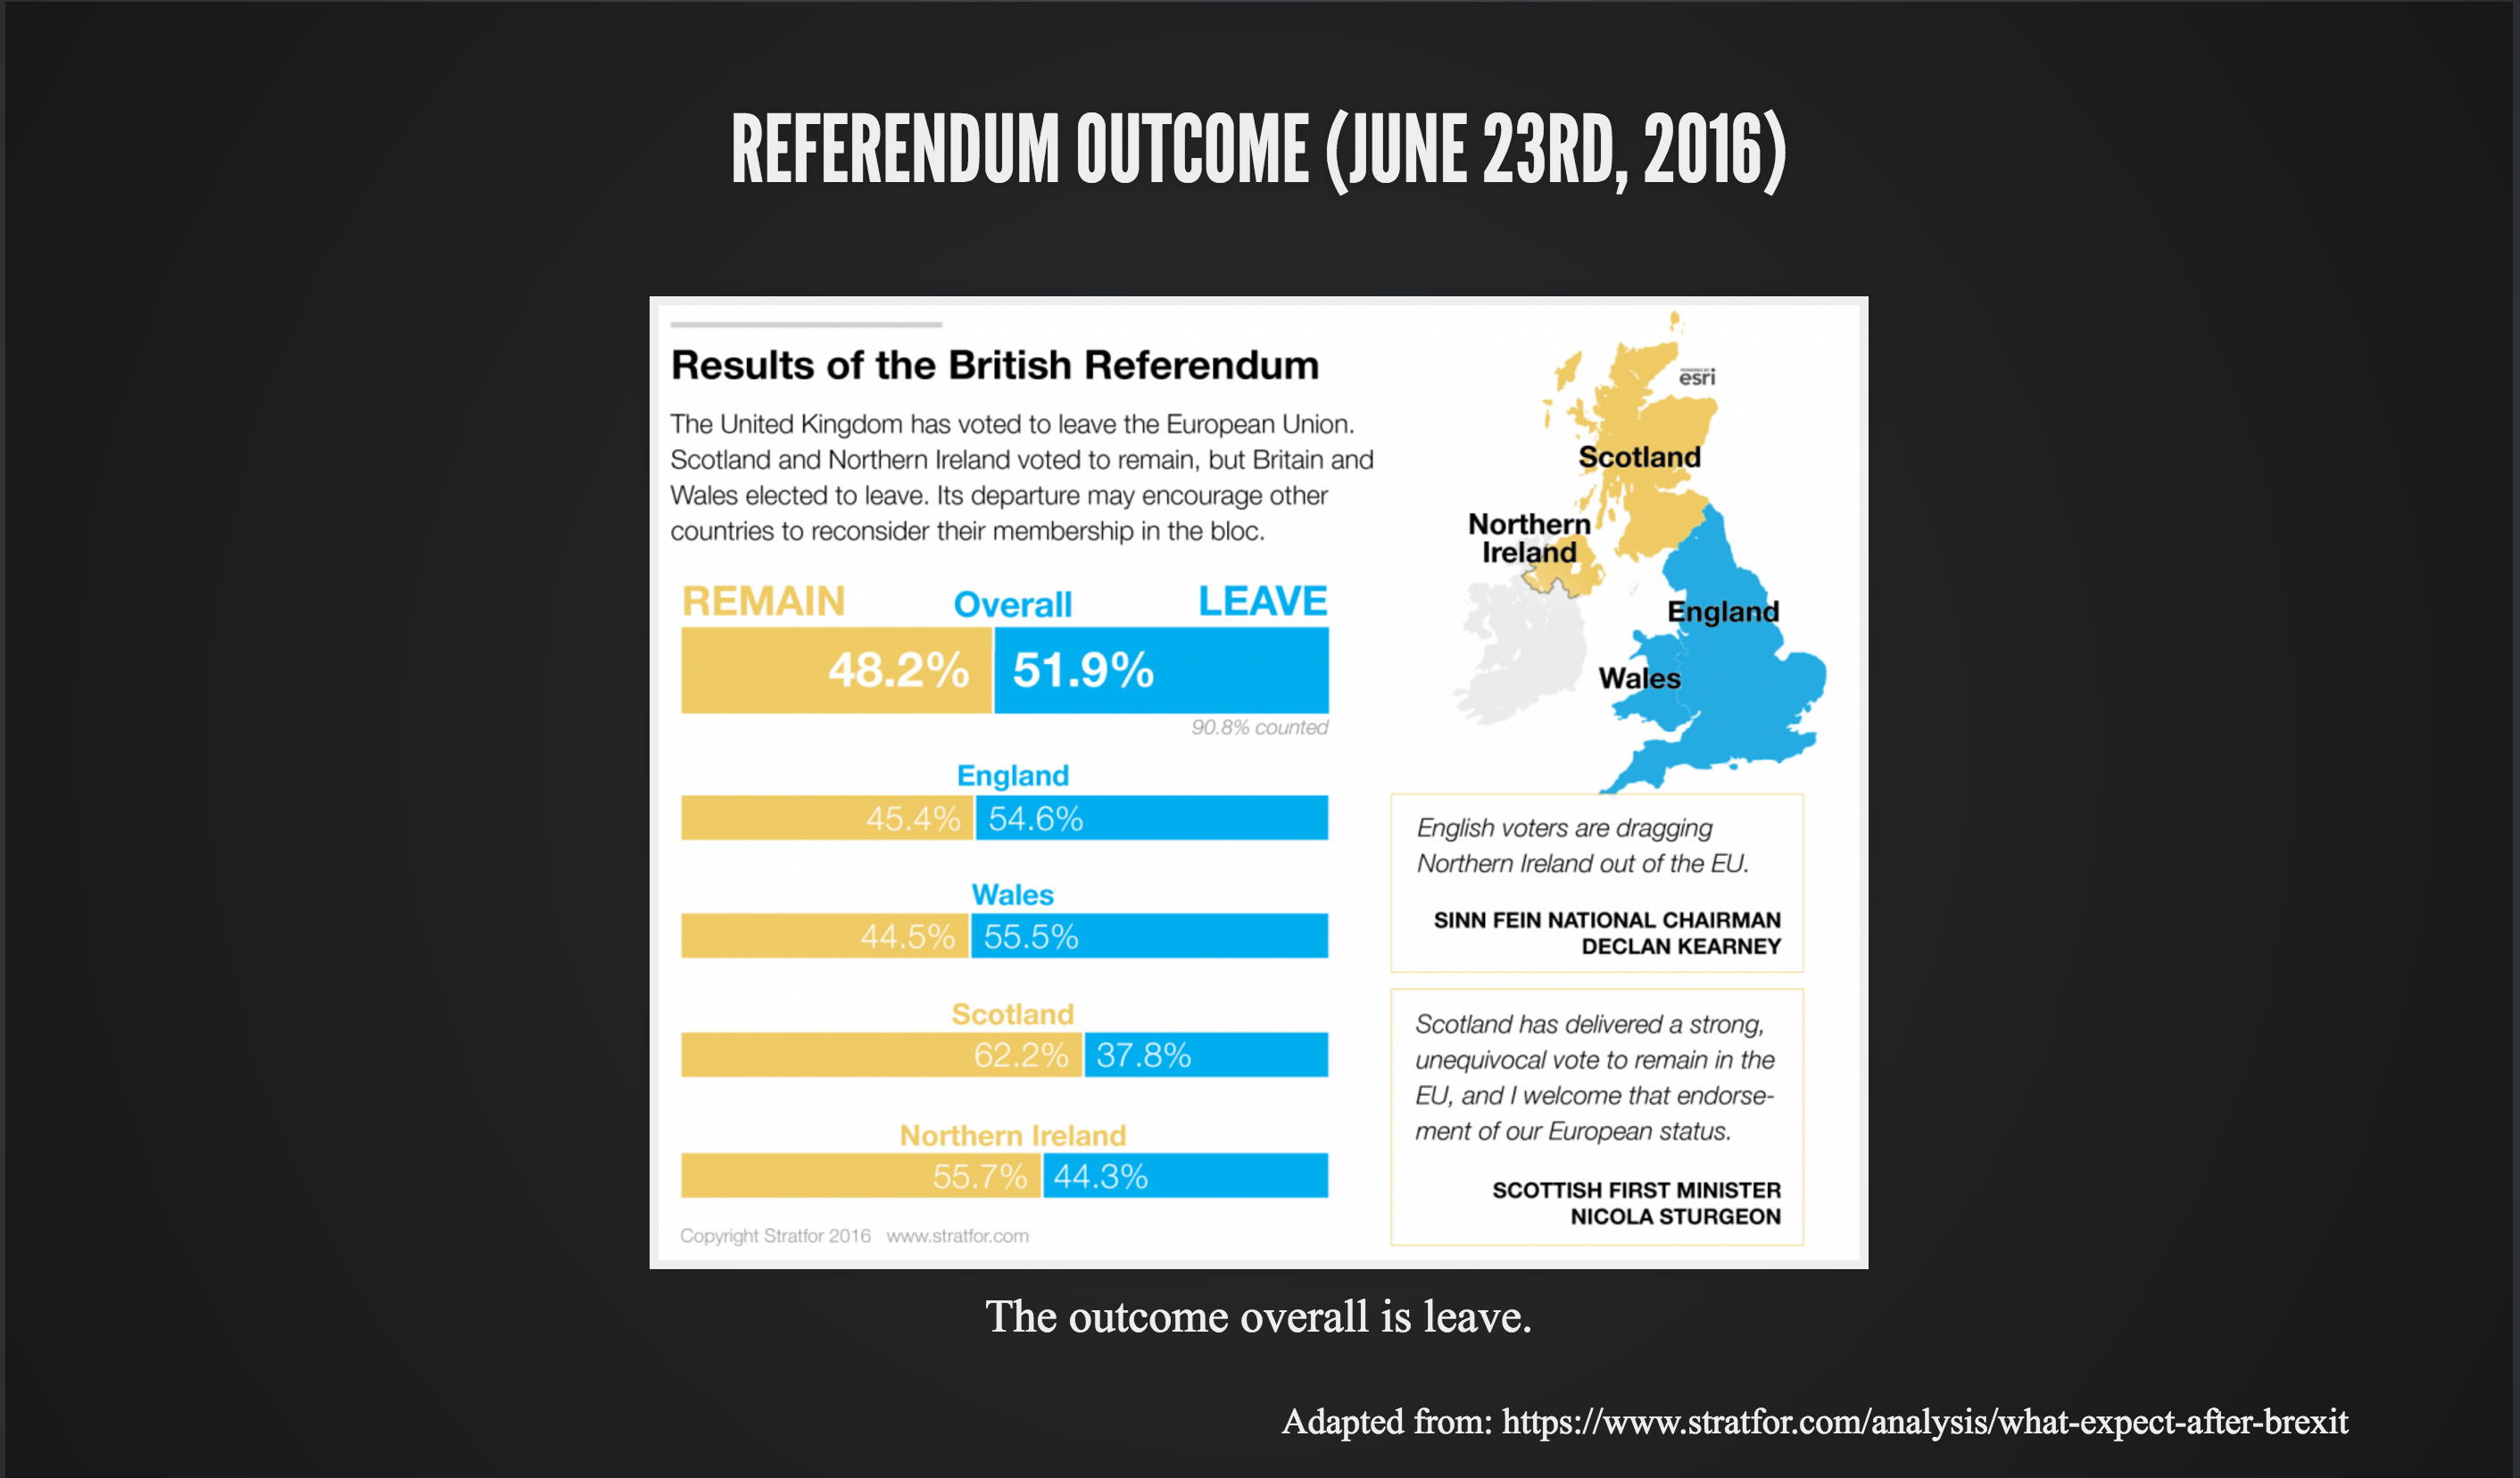 REFERENDUM OUTCOME (JUNE 23RD, 2016)
Results of the British Referendum
The United Kingdom has voted to leave the European Union.
Scotland and Northern Ireland voted to remain, but Britain and
Wales elected to leave. Its departure may encourage other
countries to reconsider their membership in the bloc.
REMAIN Overall LEAVE
48.2% 51.9%
90.8% counted
England
45.4% 54.6%
Wales
44.5% 55.5%
Scotland
62.2% 37.8%
Northern Ireland
55.7% 44.3%
Copyright Stratfor 2016 www.stratfor.com
POWERED BY
esri
Scotland
Northern
Ireland
England
Wales
English voters are dragging
Northern Ireland out of the EU.
SINN FEIN NATIONAL CHAIRMAN
DECLAN KEARNEY
Scotland has delivered a strong,
unequivocal vote to remain in the
EU, and I welcome that endorse-
ment of our European status.
SCOTTISH FIRST MINISTER
NICOLA STURGEON
The outcome overall is leave.
Adapted from: https://www.stratfor.com/analysis/what-expect-after-brexit